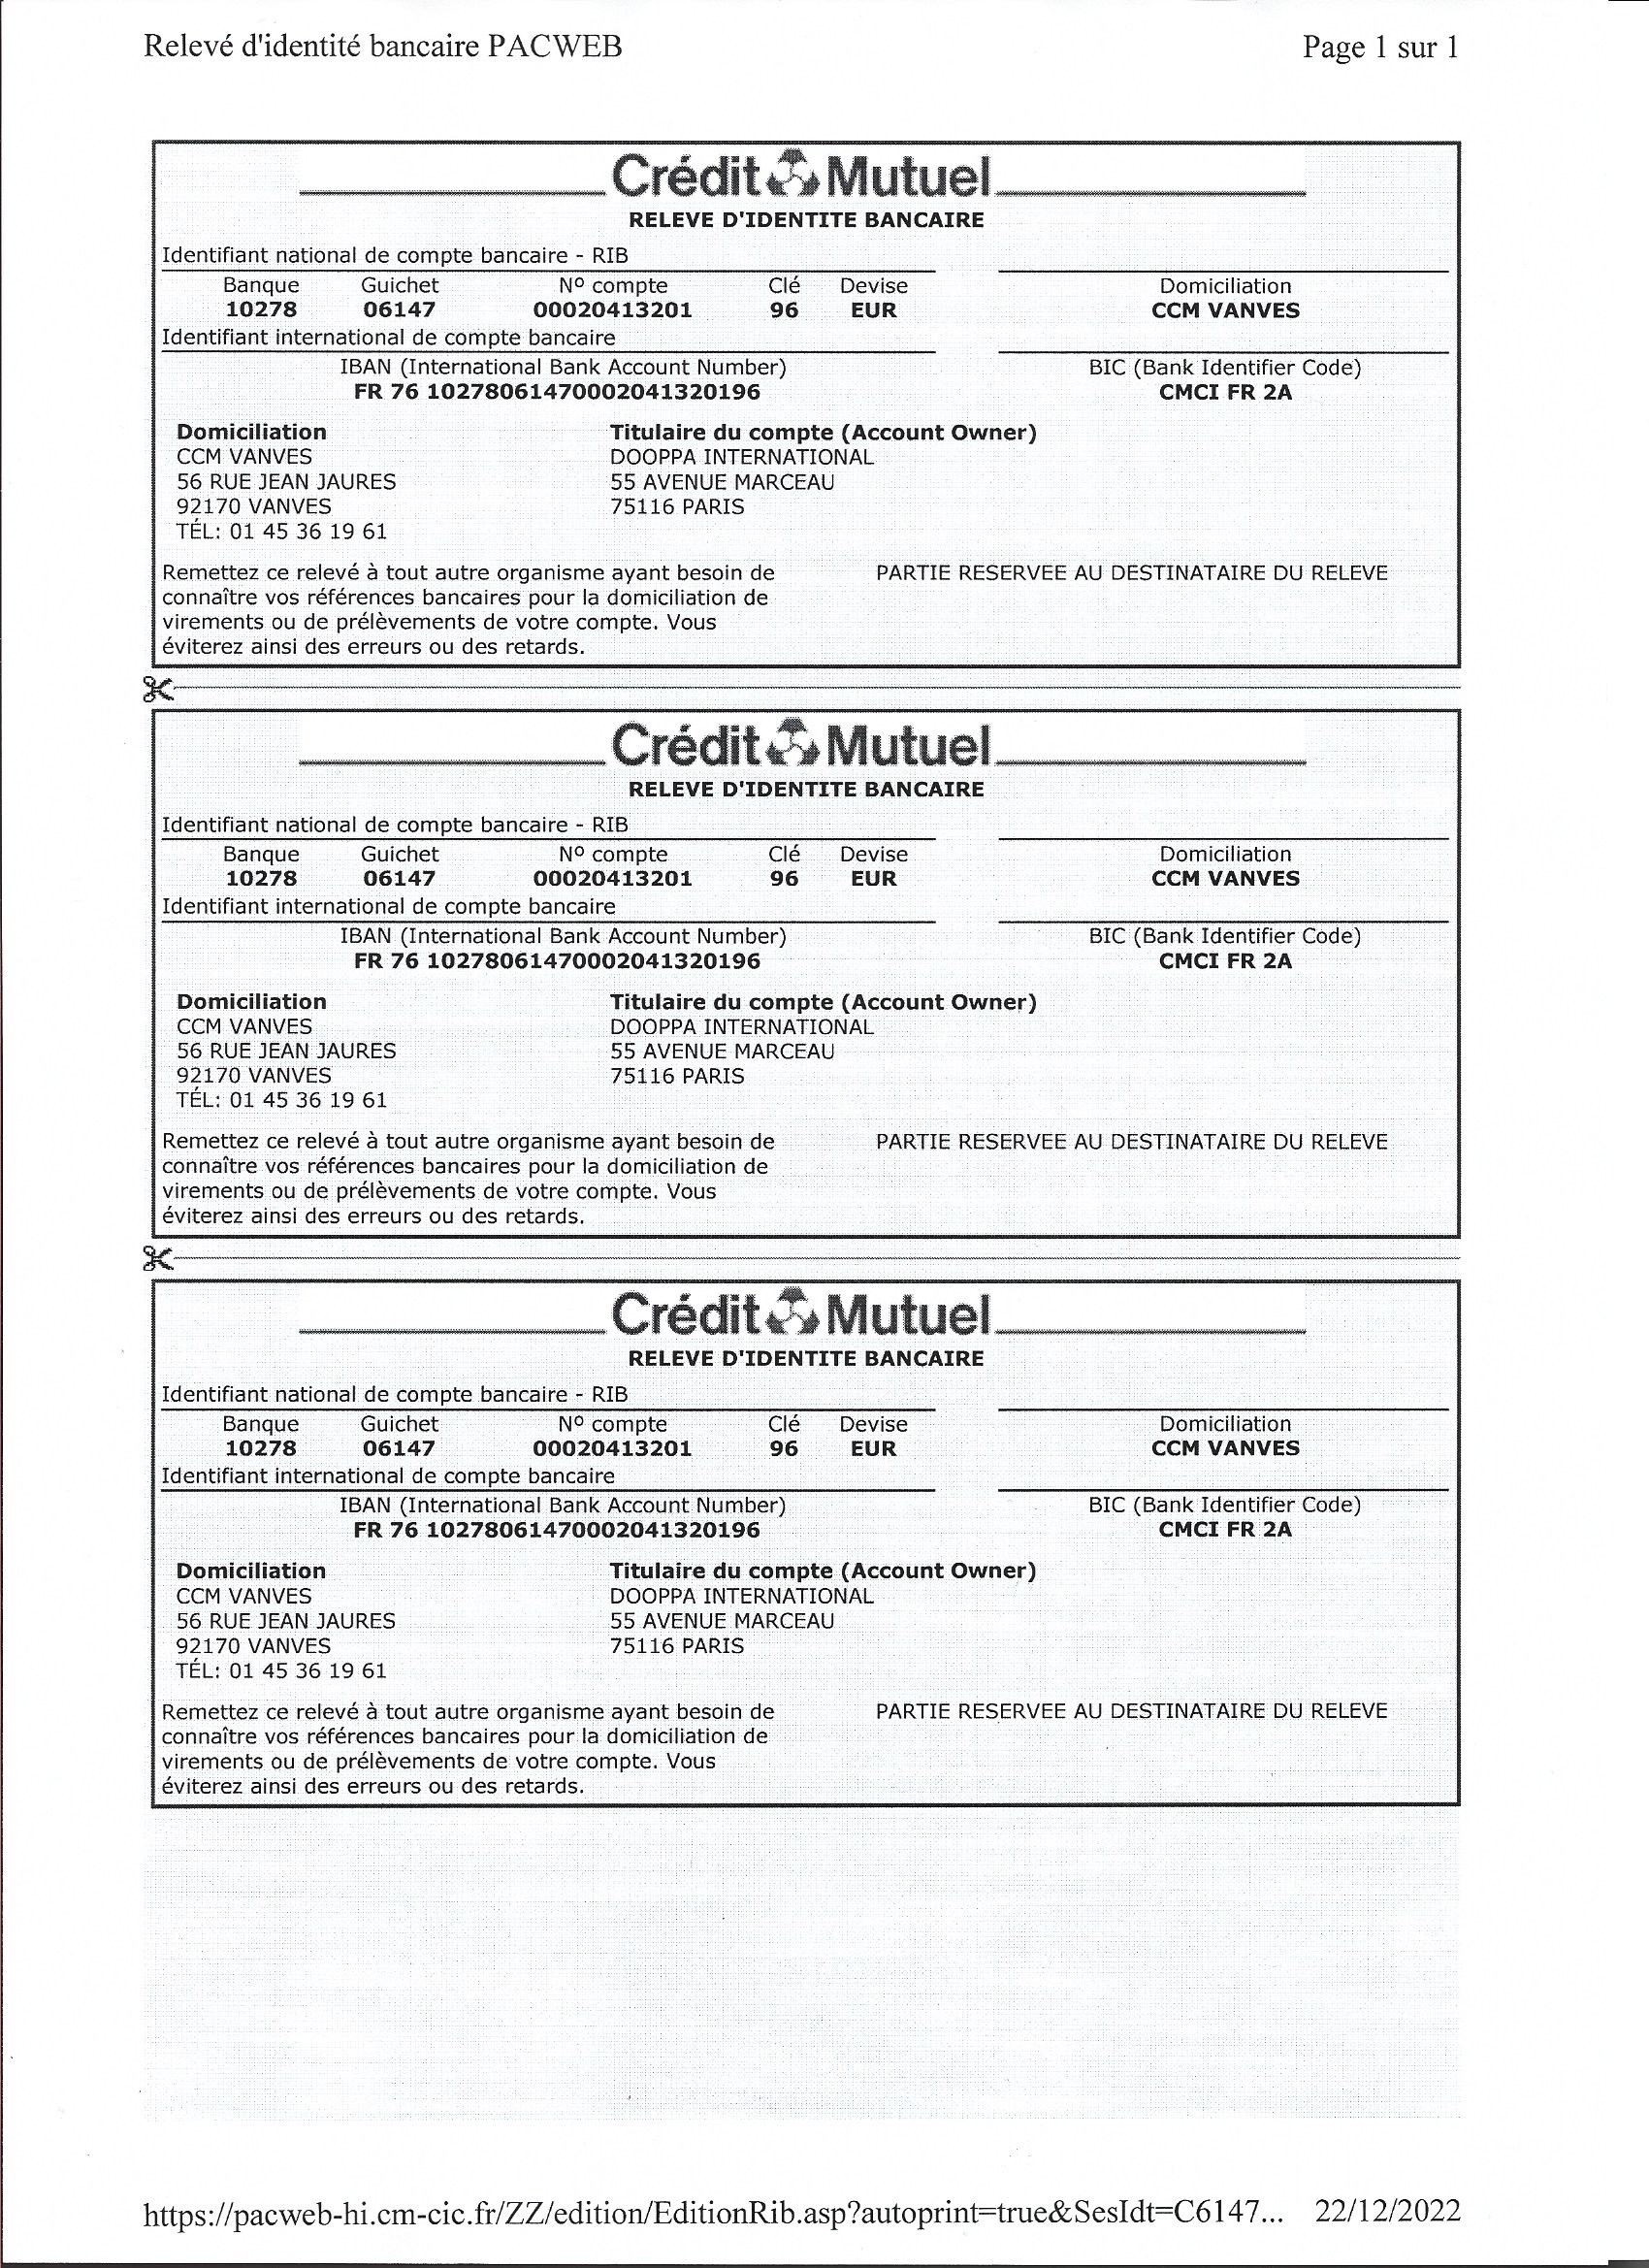 Relevé d'identité bancaire PACWEB Page 1 sur 1
Crédit Mutuel
RELEVE D'IDENTITE BANCAIRE
Identifiant national de compte bancaire - RIB
Banque Guichet Nº compte Clé Devise Domiciliation
10278 06147 00020413201 96 EUR CCM VANVES
Identifiant international de compte bancaire
IBAN (International Bank Account Number) BIC (Bank Identifier Code)
FR 76 10278061470002041320196 CMCI FR 2A
Domiciliation Titulaire du compte (Account Owner)
CCM VANVES DOOPPA INTERNATIONAL
56 RUE JEAN JAURES 55 AVENUE MARCEAU
92170 VANVES 75116 PARIS
TÉL: 01 45 36 19 61
Remettez ce relevé à tout autre organisme ayant besoin de PARTIE RESERVEE AU DESTINATAIRE DU RELEVE
connaître vos références bancaires pour la domiciliation de
virements ou de prélèvements de votre compte. Vous
éviterez ainsi des erreurs ou des retards.
Crédit Mutuel
RELEVE D'IDENTITE BANCAIRE
Identifiant national de compte bancaire - RIB
Banque Guichet Nº compte Clé Devise Domiciliation
10278 06147 00020413201 96 EUR CCM VANVES
Identifiant international de compte bancaire
IBAN (International Bank Account Number) BIC (Bank Identifier Code)
FR 76 10278061470002041320196 CMCI FR 2A
Domiciliation Titulaire du compte (Account Owner)
CCM VANVES DOOPPA INTERNATIONAL
56 RUE JEAN JAURES 55 AVENUE MARCEAU
92170 VANVES 75116 PARIS
TÉL: 01 45 36 19 61
Remettez ce relevé à tout autre organisme ayant besoin de PARTIE RESERVEE AU DESTINATAIRE DU RELEVE
connaître vos références bancaires pour la domiciliation de
virements ou de prélèvements de votre compte. Vous
éviterez ainsi des erreurs ou des retards.
Crédit Mutuel
RELEVE D'IDENTITE BANCAIRE
Identifiant national de compte bancaire - RIB
Banque Guichet Nº compte Clé Devise Domiciliation
10278 06147 00020413201 96 EUR CCM VANVES
Identifiant international de compte bancaire
IBAN (International Bank Account Number) BIC (Bank Identifier Code)
FR 76 10278061470002041320196 CMCI FR 2A
Domiciliation Titulaire du compte (Account Owner)
CCM VANVES DOOPPA INTERNATIONAL
56 RUE JEAN JAURES 55 AVENUE MARCEAU
92170 VANVES 75116 PARIS
TÉL: 01 45 36 19 61
Remettez ce relevé à tout autre organisme ayant besoin de PARTIE RESERVEE AU DESTINATAIRE DU RELEVE
connaître vos références bancaires pour la domiciliation de
virements ou de prélèvements de votre compte. Vous
éviterez ainsi des erreurs ou des retards.
https://pacweb-hi.cm-cic.fr/ZZ/edition/EditionRib.asp?autoprint=true&SesIdt=C6147... 22/12/2022